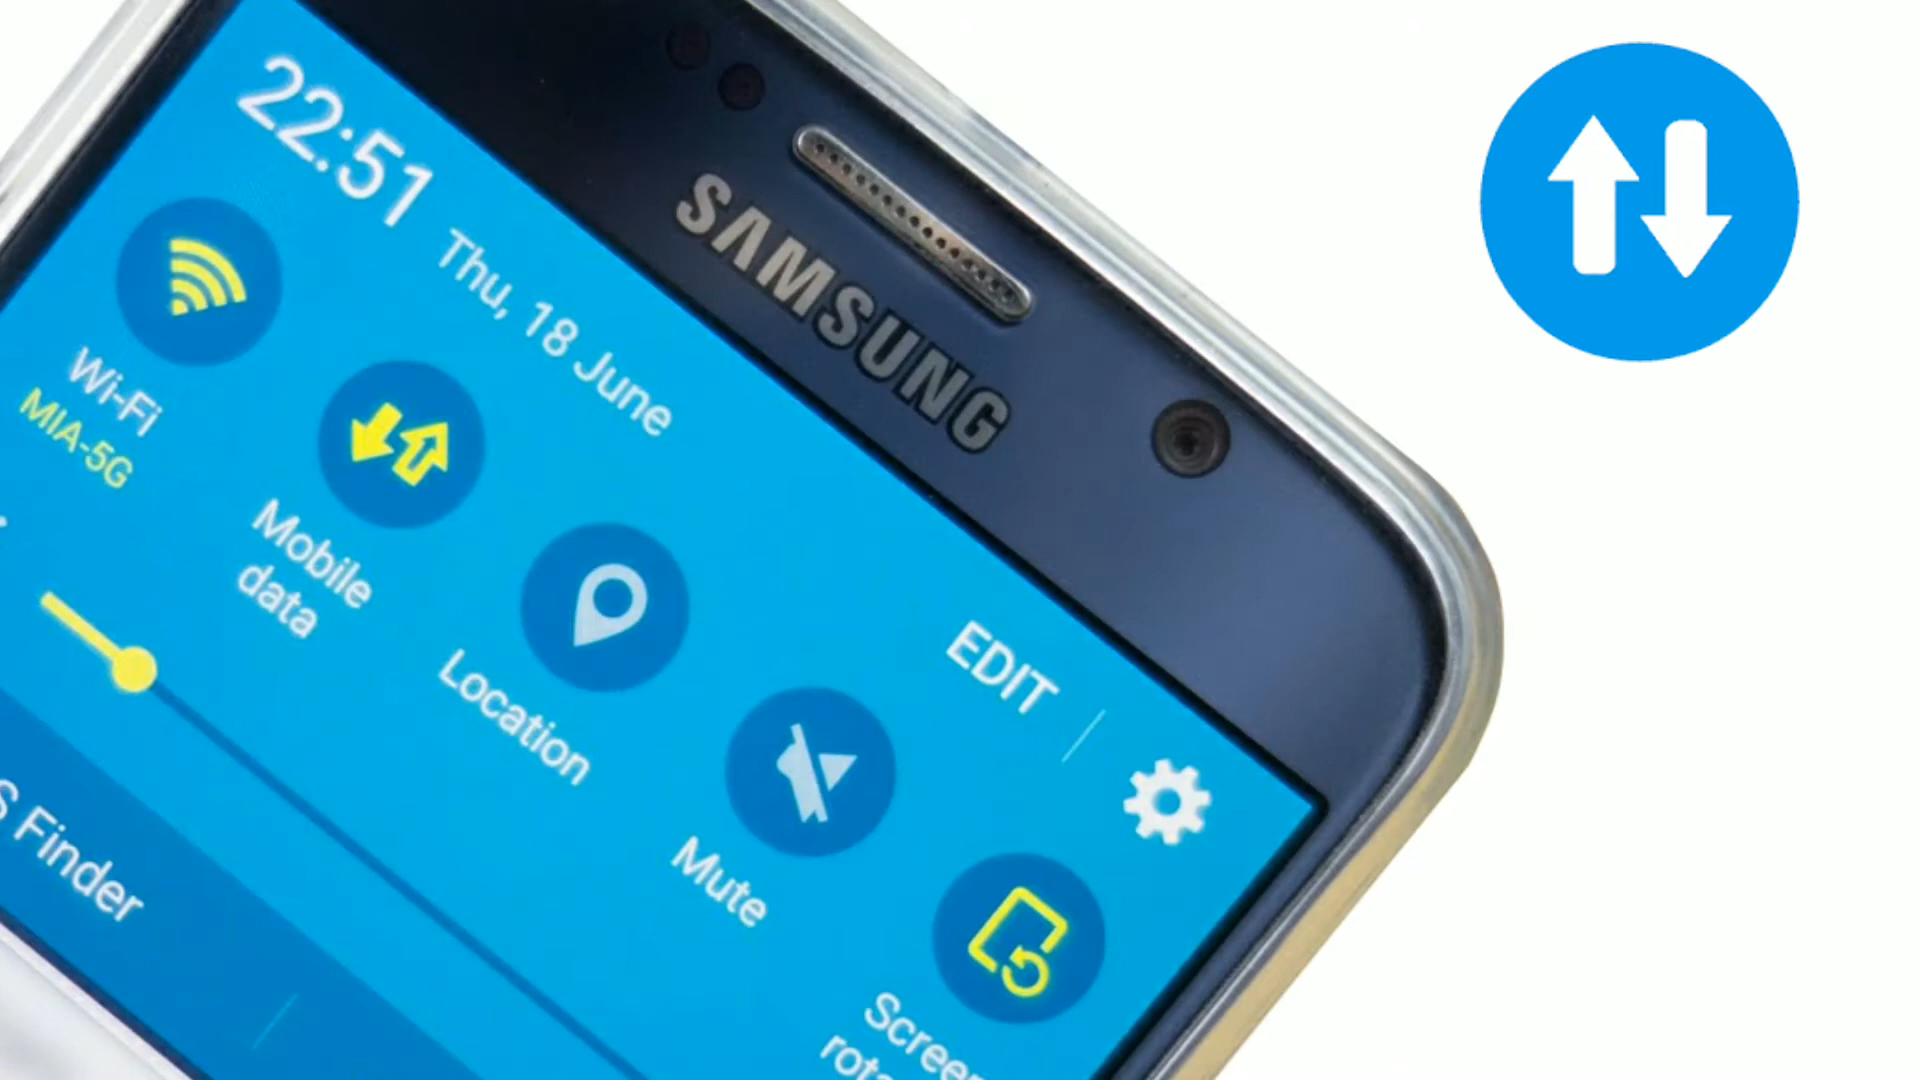 22:51 Thu, 18 June
SAMSUNG
EDIT
Wi-Fi
MIA-5G
Mobile
data
Location
Mute
S Finder